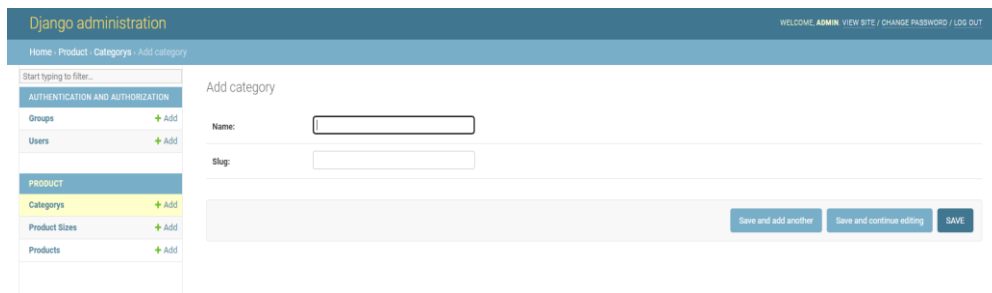 Django administration
WELCOME, ADMIN. VIEW SITE / CHANGE PASSWORD / LOG OUT
Home › Product › Categorys › Add category
Start typing to filter...
AUTHENTICATION AND AUTHORIZATION
Groups + Add
Users + Add
PRODUCT
Categorys + Add
Product Sizes + Add
Products + Add
Add category
Name:
Slug:
Save and add another Save and continue editing SAVE